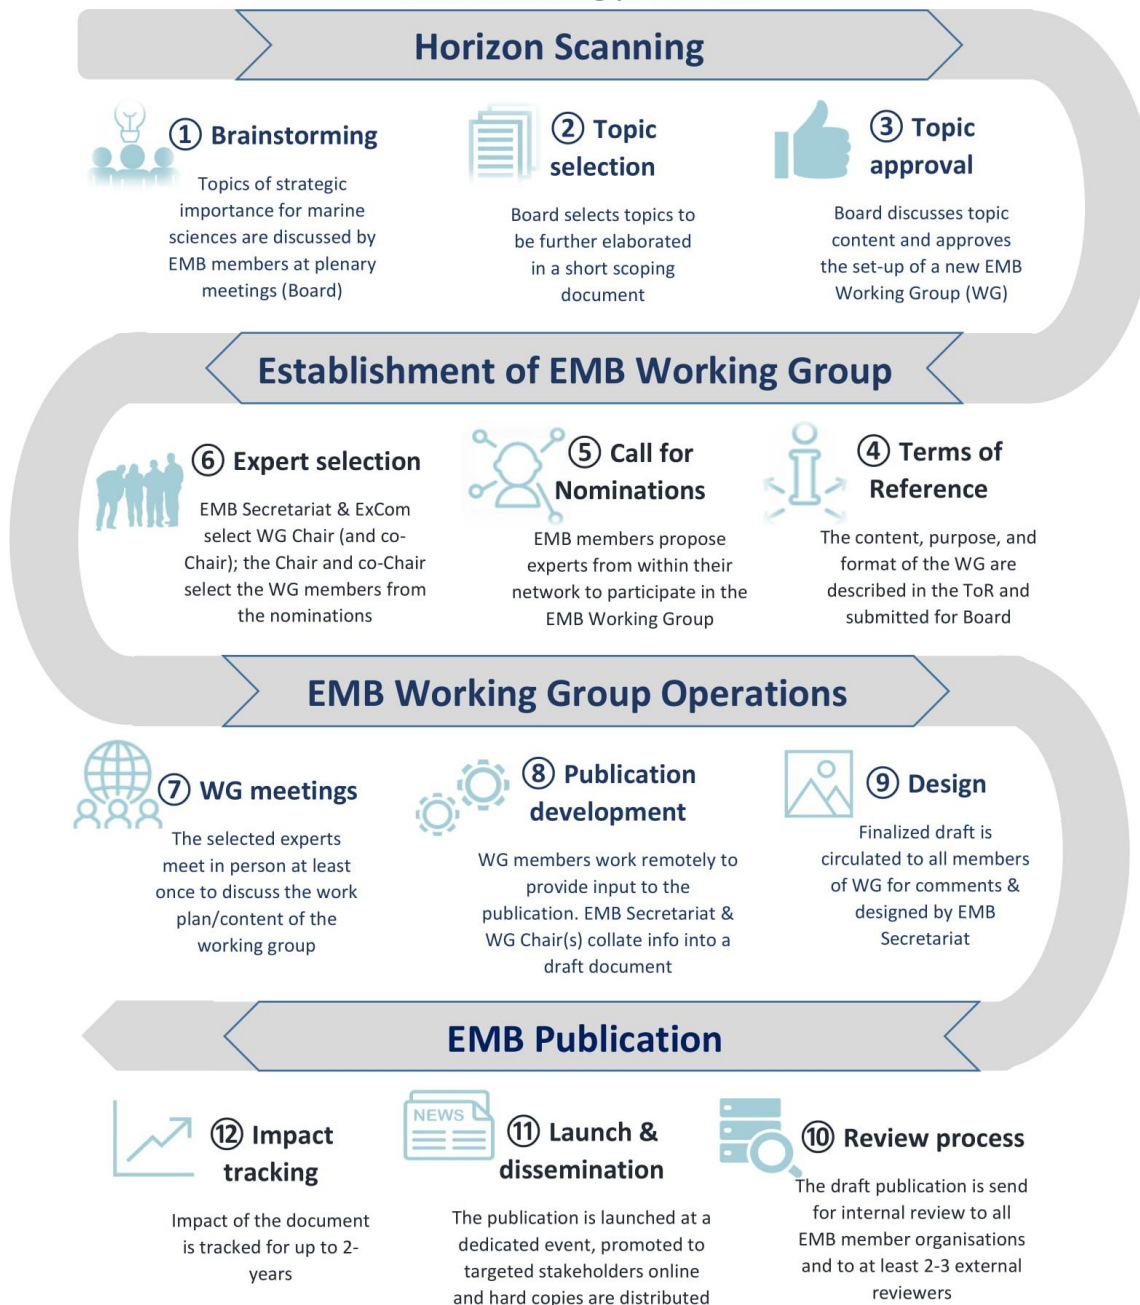 Horizon Scanning
① Brainstorming
Topics of strategic
importance for marine
sciences are discussed by
EMB members at plenary
meetings (Board)
② Topic
selection
Board selects topics to
be further elaborated
in a short scoping
document
③ Topic
approval
Board discusses topic
content and approves
the set-up of a new EMB
Working Group (WG)
Establishment of EMB Working Group
④ Terms of
Reference
The content, purpose, and
format of the WG are
described in the ToR and
submitted for Board
⑤ Call for
Nominations
EMB members propose
experts from within their
network to participate in the
EMB Working Group
⑥ Expert selection
EMB Secretariat & ExCom
select WG Chair (and co-
Chair); the Chair and co-Chair
select the WG members from
the nominations
EMB Working Group Operations
⑦ WG meetings
The selected experts
meet in person at least
once to discuss the work
plan/content of the
working group
⑧ Publication
development
WG members work remotely to
provide input to the
publication. EMB Secretariat &
WG Chair(s) collate info into a
draft document
⑨ Design
Finalized draft is
circulated to all members
of WG for comments &
designed by EMB
Secretariat
EMB Publication
⑩ Review process
The draft publication is send
for internal review to all
EMB member organisations
and to at least 2-3 external
reviewers
NEWS
⑪ Launch &
dissemination
The publication is launched at a
dedicated event, promoted to
targeted stakeholders online
and hard copies are distributed
⑫ Impact
tracking
Impact of the document
is tracked for up to 2-
years